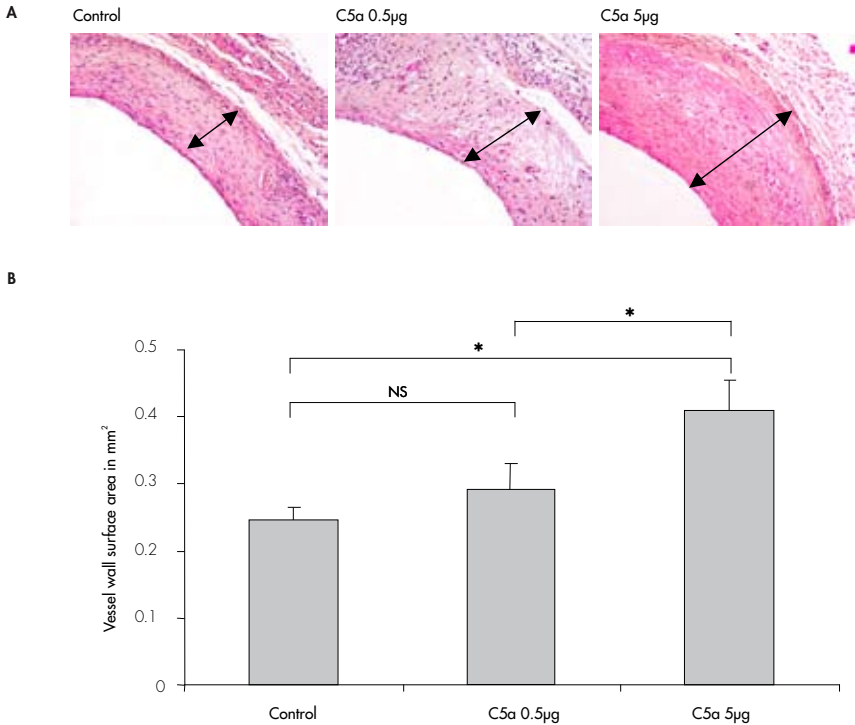 A
Control
C5a 0.5µg
C5a 5µg
B
*
*
NS
0.5
0.4
0.3
0.2
0.1
0
Vessel wall surface area in mm²
Control
C5a 0.5µg
C5a 5µg